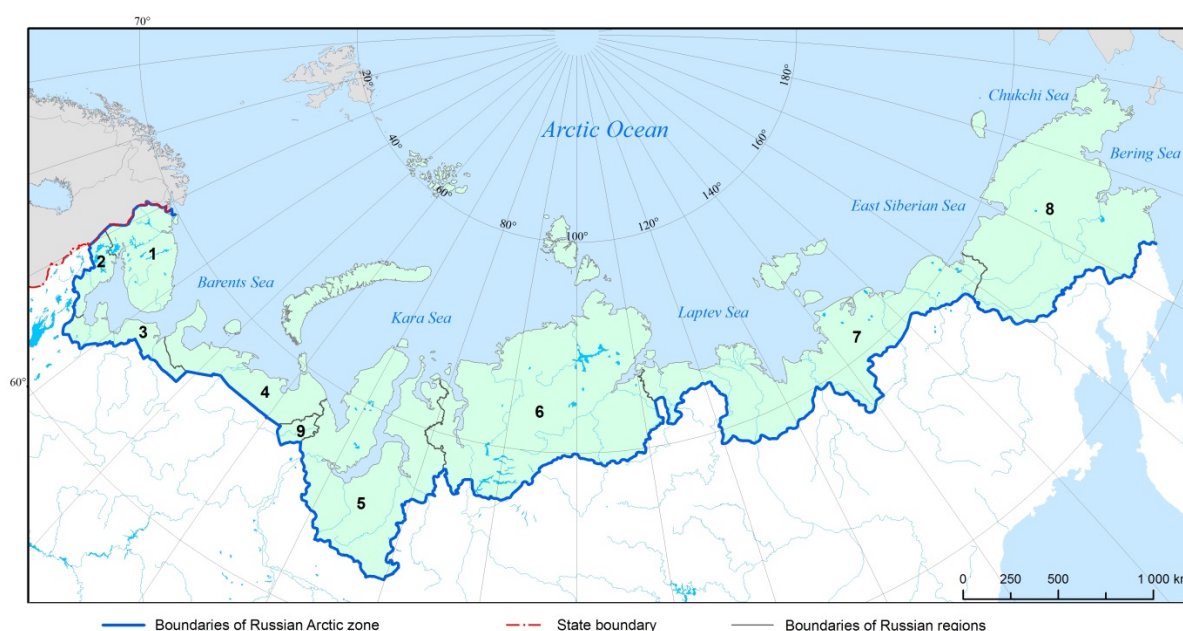 70°
20°
180°
Chukchi Sea
Arctic Ocean
40°
160°
Bering Sea
60°
140°
8
East Siberian Sea
80°
100°
120°
1
2
Barents Sea
Kara Sea
Laptev Sea
3
7
60°
4
6
9
5
0 250 500 1 000 km
Boundaries of Russian Arctic zone State boundary Boundaries of Russian regions